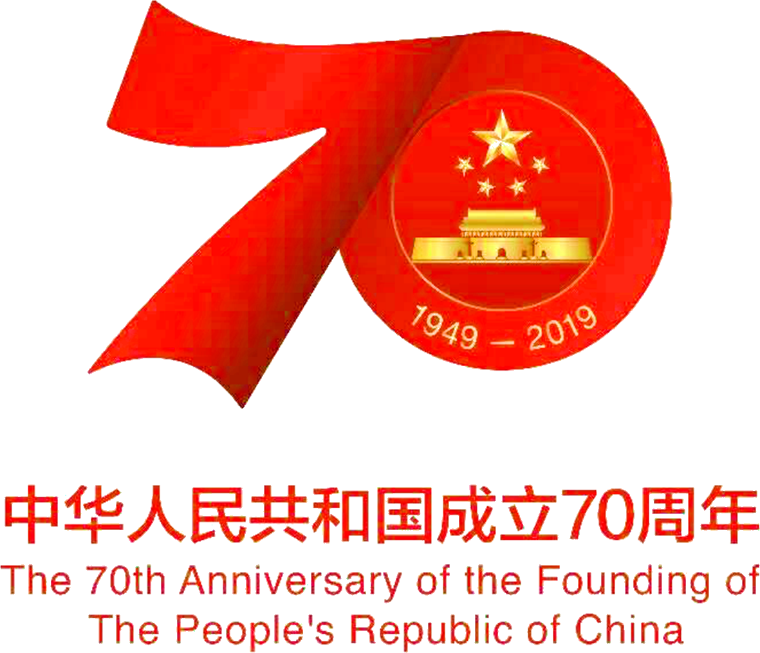 70
1949 – 2019
中华人民共和国成立70周年
The 70th Anniversary of the Founding of
The People's Republic of China